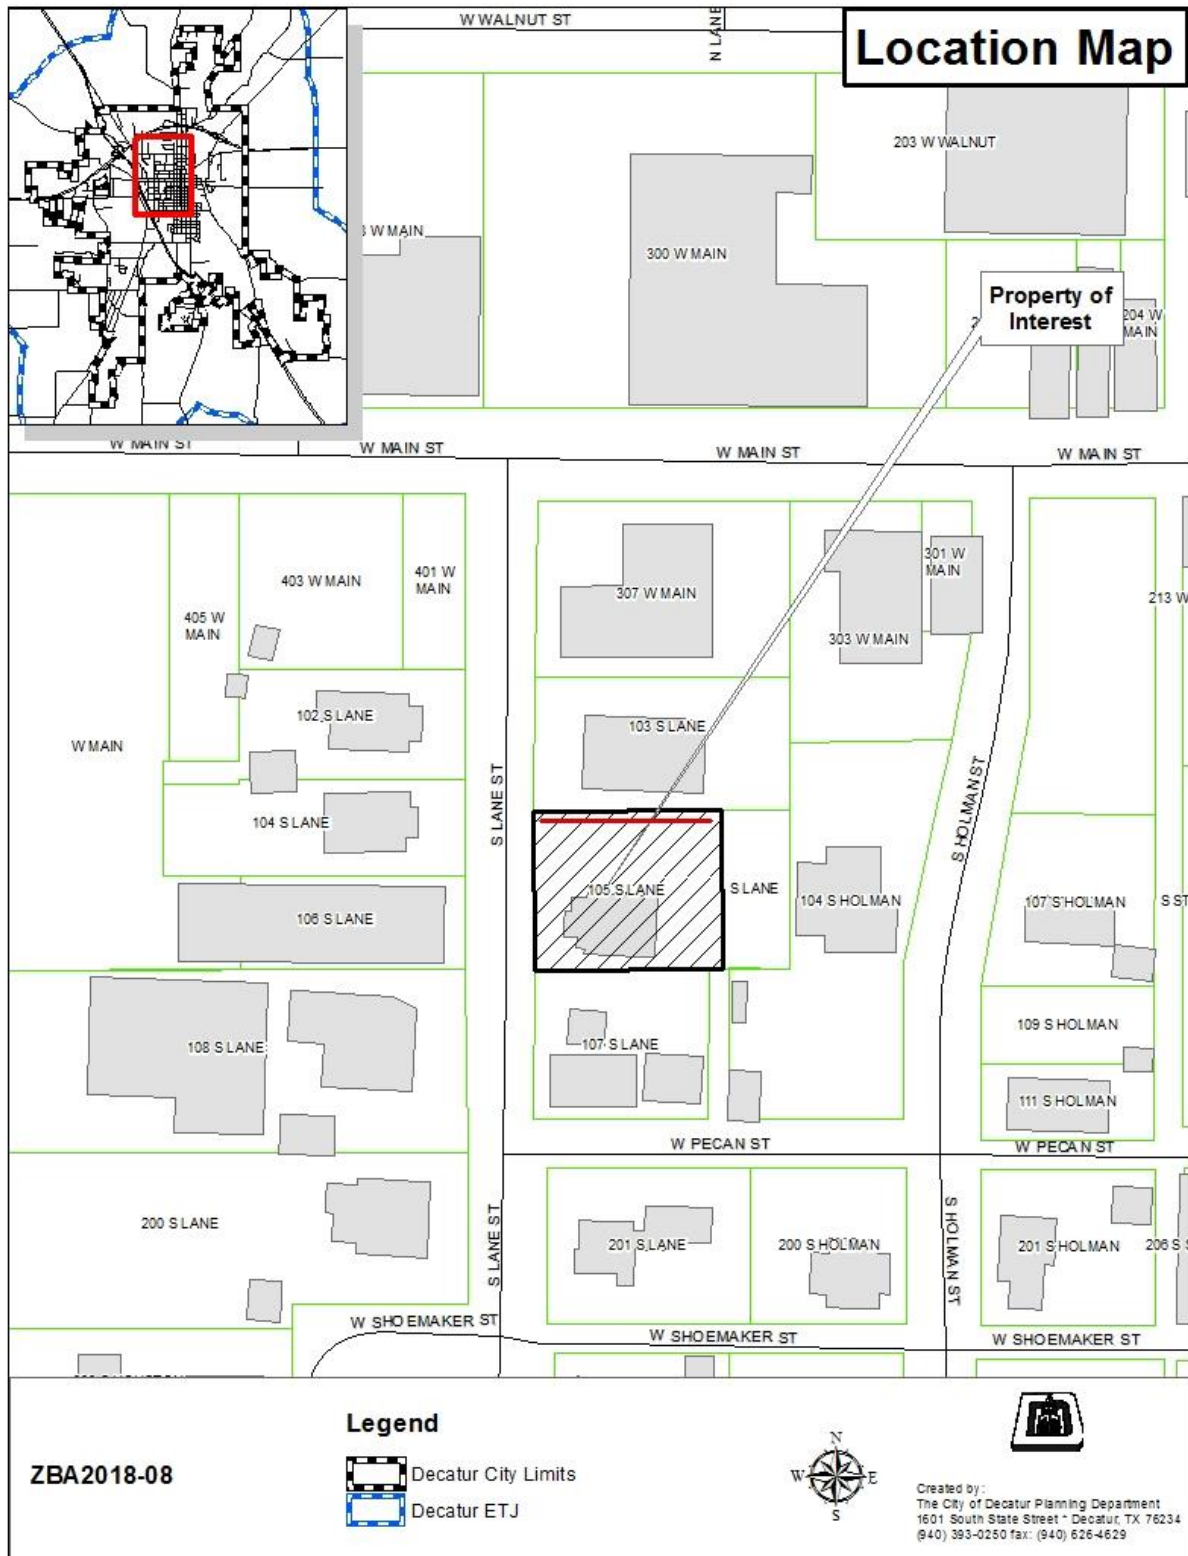 W WALNUT ST
N LANE
Location Map
203 W WALNUT
W MAIN
300 W MAIN
Property of
Interest
204 W
MAIN
W MAIN ST
W MAIN ST
W MAIN ST
W MAIN ST
403 W MAIN
401 W
MAIN
405 W
MAIN
307 W MAIN
301 W
MAIN
303 W MAIN
213 W
102 S LANE
103 S LANE
W MAIN
S LANE ST
S HOLMAN ST
104 S LANE
105 S LANE
S LANE
104 S HOLMAN
107 S HOLMAN
S ST
106 S LANE
109 S HOLMAN
108 S LANE
107 S LANE
111 S HOLMAN
W PECAN ST
W PECAN ST
200 S LANE
S LANE ST
201 S LANE
200 S HOLMAN
S HOLMAN ST
201 S HOLMAN
206 S
W SHOEMAKER ST
W SHOEMAKER ST
W SHOEMAKER ST
Legend
ZBA2018-08
Decatur City Limits
Decatur ETJ
N
W E
S
Created by:
The City of Decatur Planning Department
1601 South State Street * Decatur, TX 76234
(940) 393-0250 fax: (940) 626-4629